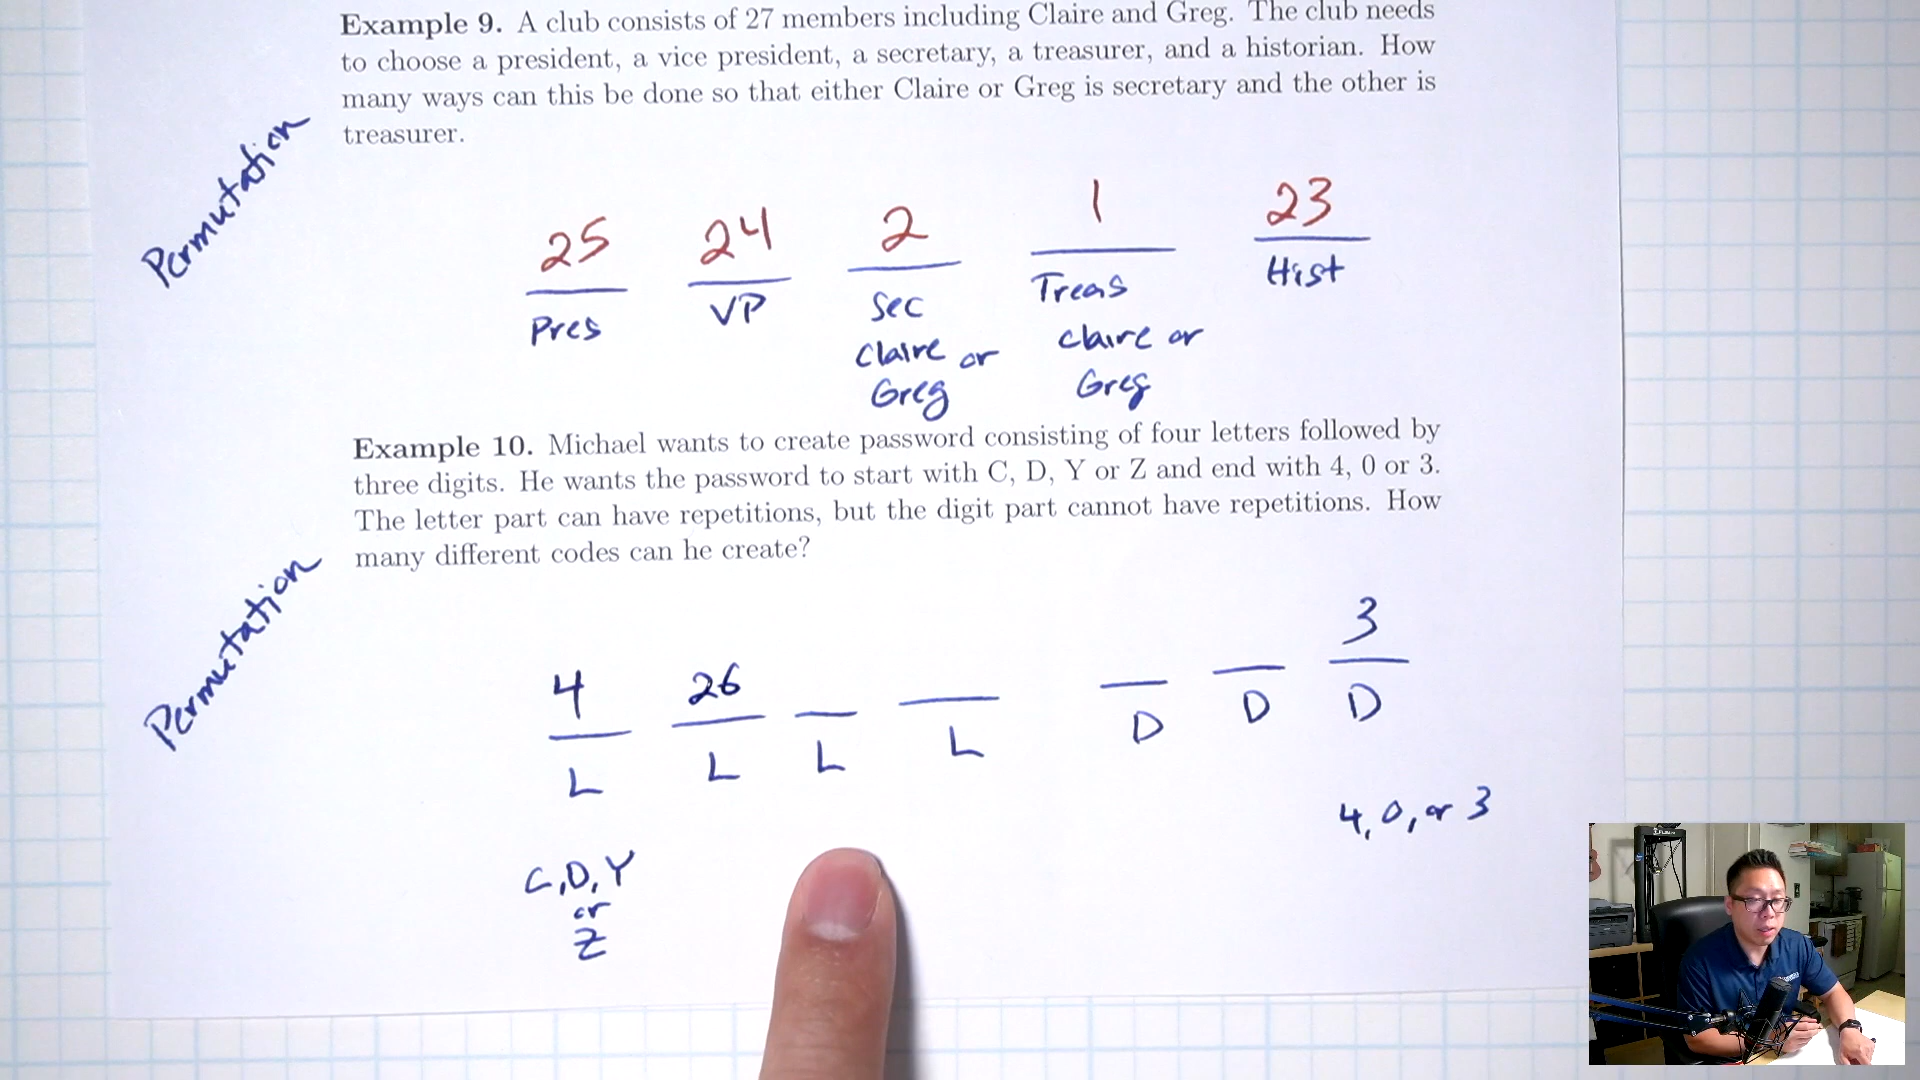 Example 9. A club consists of 27 members including Claire and Greg. The club needs
to choose a president, a vice president, a secretary, a treasurer, and a historian. How
many ways can this be done so that either Claire or Greg is secretary and the other is
treasurer.
Permutation
25 24 2 1 23
Pres VP Sec Treas Hist
Claire or Greg
Claire or Greg
Example 10. Michael wants to create password consisting of four letters followed by
three digits. He wants the password to start with C, D, Y or Z and end with 4, 0 or 3.
The letter part can have repetitions, but the digit part cannot have repetitions. How
many different codes can he create?
Permutation
4 26 3
L L L L D D D
C, D, Y
or
Z
4, 0, or 3